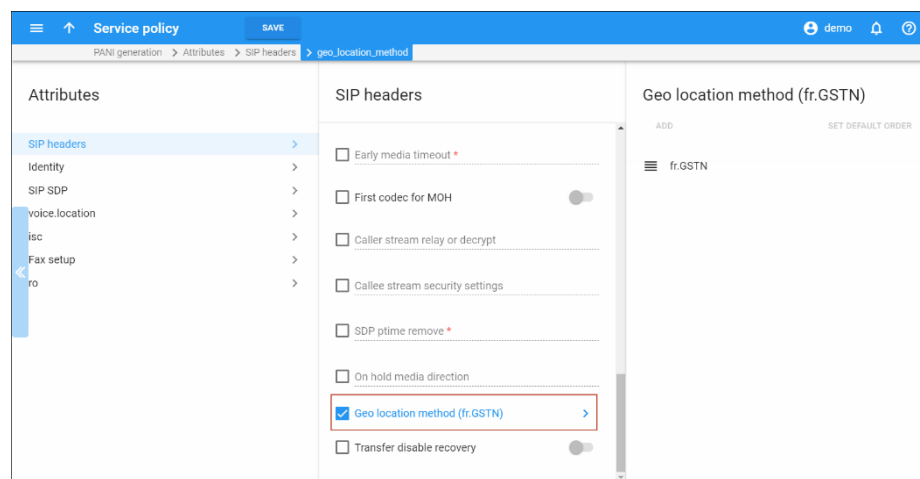 Service policy
SAVE
demo
PANI generation > Attributes > SIP headers > geo_location_method
Attributes
SIP headers
Identity
SIP SDP
voice.location
isc
Fax setup
ro
SIP headers
Early media timeout *
First codec for MOH
Caller stream relay or decrypt
Callee stream security settings
SDP ptime remove *
On hold media direction
Geo location method (fr.GSTN)
Transfer disable recovery
Geo location method (fr.GSTN)
ADD
SET DEFAULT ORDER
fr.GSTN